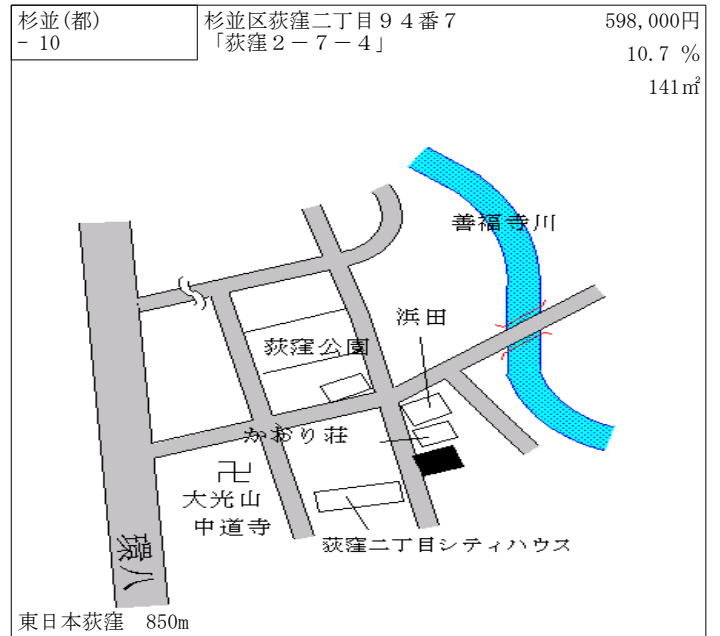 杉並(都)
- 10
杉並区荻窪二丁目９４番７
「荻窪２－７－４」
598,000円
10.7 %
141㎡
善福寺川
浜田
荻窪公園
かおり荘
卍
大光山
中道寺
荻窪二丁目シティハウス
環八
東日本荻窪 850m